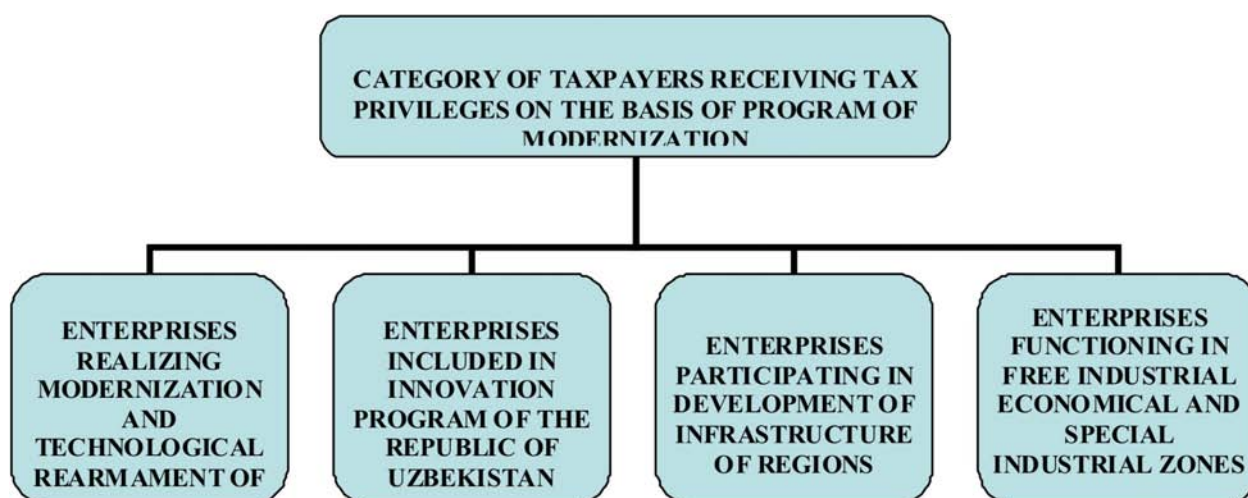 CATEGORY OF TAXPAYERS RECEIVING TAX
PRIVILEGES ON THE BASIS OF PROGRAM OF
MODERNIZATION
ENTERPRISES
REALIZING
MODERNIZATION
AND
TECHNOLOGICAL
REARMAMENT OF
ENTERPRISES
INCLUDED IN
INNOVATION
PROGRAM OF THE
REPUBLIC OF
UZBEKISTAN
ENTERPRISES
PARTICIPATING IN
DEVELOPMENT OF
INFRASTRUCTURE
OF REGIONS
ENTERPRISES
FUNCTIONING IN
FREE INDUSTRIAL
ECONOMICAL AND
SPECIAL
INDUSTRIAL ZONES